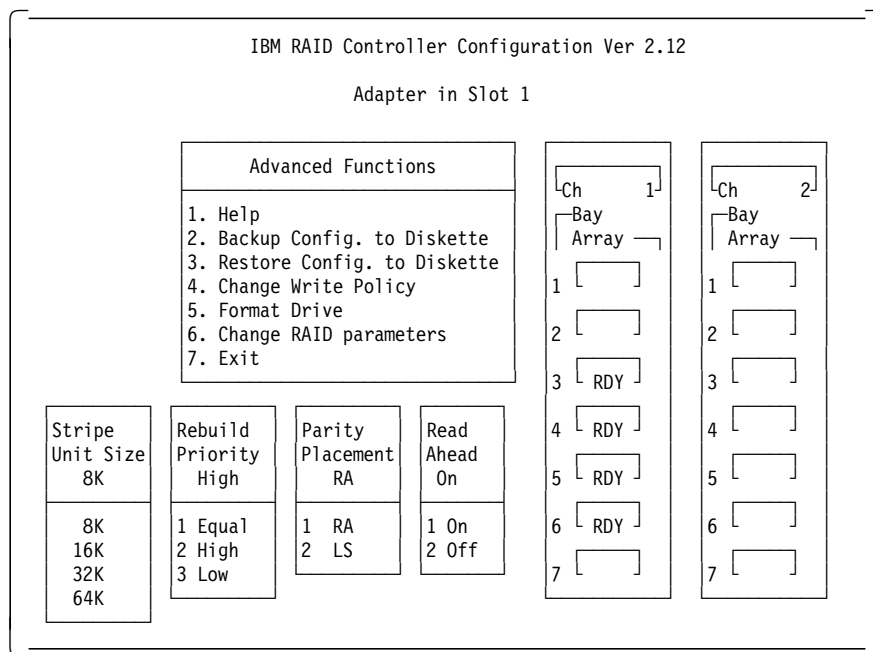 IBM RAID Controller Configuration Ver 2.12
Adapter in Slot 1
Advanced Functions
1. Help
2. Backup Config. to Diskette
3. Restore Config. to Diskette
4. Change Write Policy
5. Format Drive
6. Change RAID parameters
7. Exit
Ch 1
Bay
Array
1
2
3 RDY
4 RDY
5 RDY
6 RDY
7
Ch 2
Bay
Array
1
2
3
4
5
6
7
Stripe
Unit Size
8K
8K
16K
32K
64K
Rebuild
Priority
High
1 Equal
2 High
3 Low
Parity
Placement
RA
1 RA
2 LS
Read
Ahead
On
1 On
2 Off